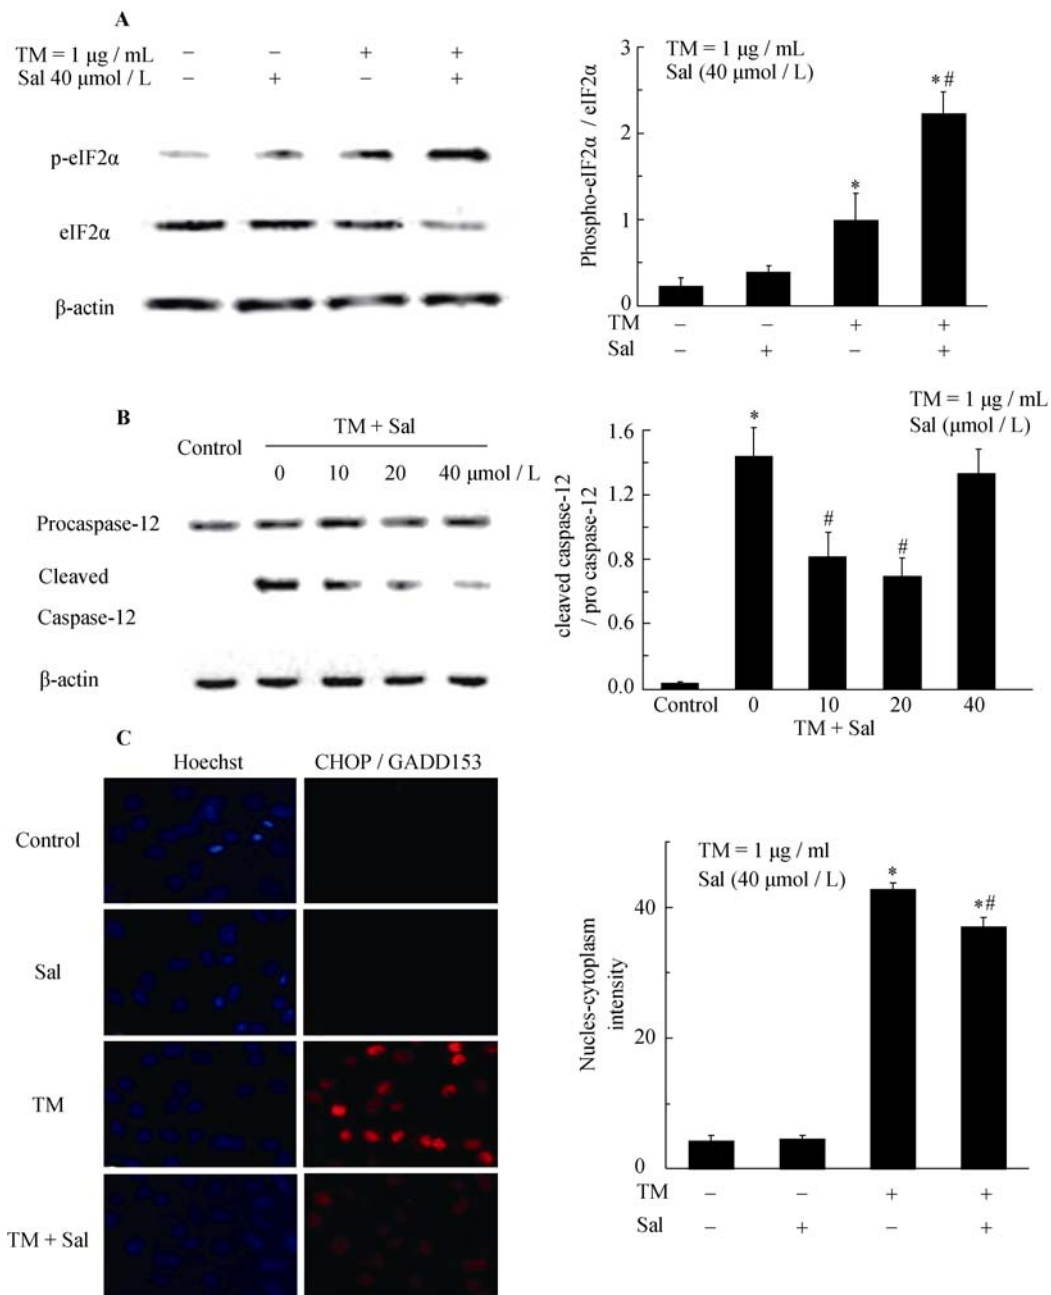 A
TM = 1 μg / mL – – + +
Sal 40 μmol / L – + – +
p-eIF2α
eIF2α
β-actin
Phospho-eIF2α / eIF2α
TM = 1 μg / mL
Sal (40 μmol / L)
3
2
1
0
*
*#
TM – – + +
Sal – + – +
B
Control
TM + Sal
0 10 20 40 μmol / L
Procaspase-12
Cleaved
Caspase-12
β-actin
cleaved caspase-12
/ pro caspase-12
TM = 1 μg / mL
Sal (μmol / L)
1.6
1.2
0.8
0.6
0.0
*
#
#
Control 0 10 20 40
TM + Sal
C
Hoechst CHOP / GADD153
Control
Sal
TM
TM + Sal
Nucles-cytoplasm
intensity
TM = 1 μg / ml
Sal (40 μmol / L)
40
20
0
*
*#
TM – – + +
Sal – + – +